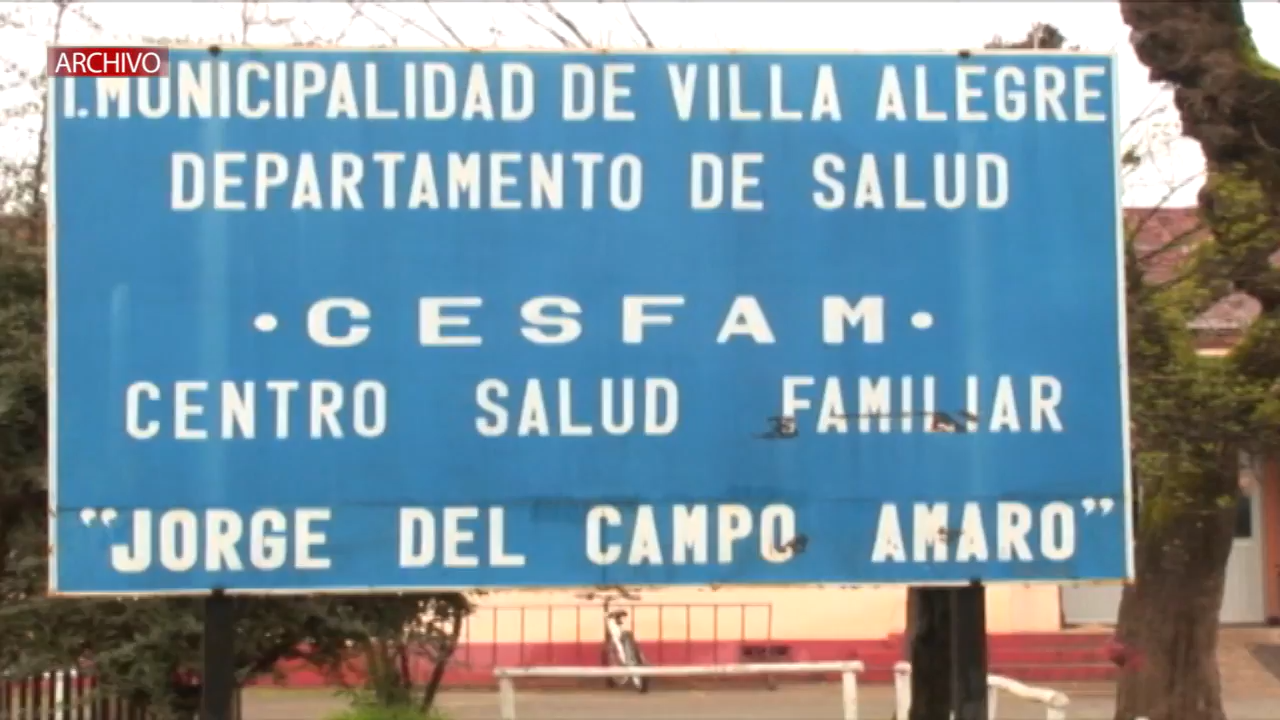 ARCHIVO
I.MUNICIPALIDAD DE VILLA ALEGRE
DEPARTAMENTO DE SALUD
•CESFAM•
CENTRO SALUD FAMILIAR
"JORGE DEL CAMPO AMARO"